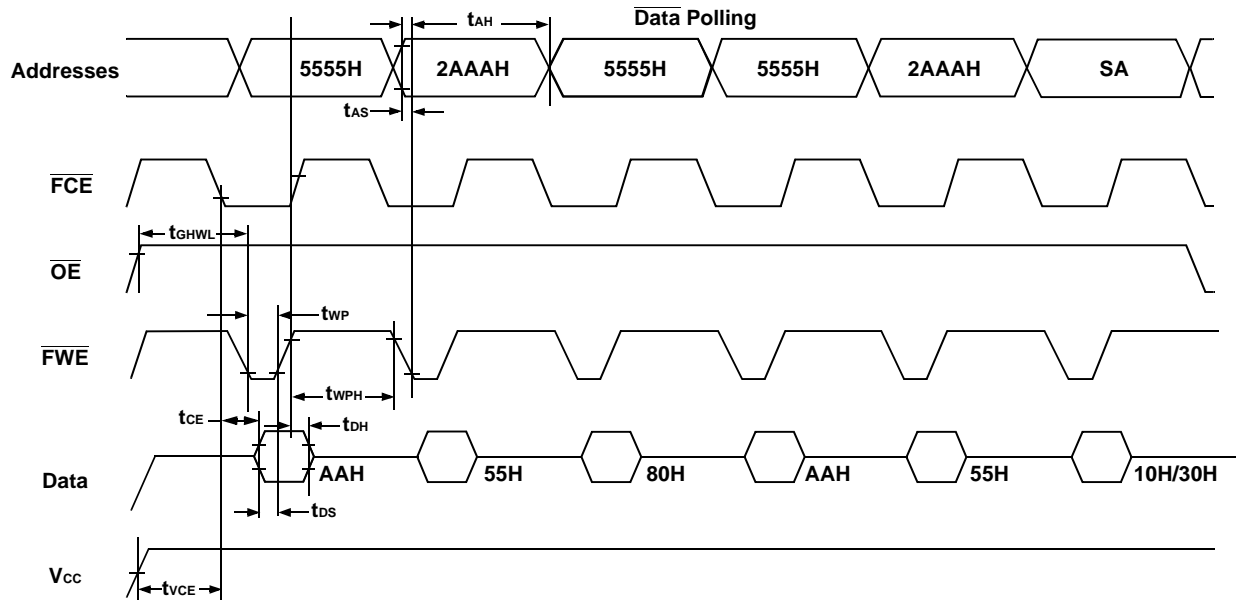 Data Polling
tAH
Addresses
5555H 2AAAH 5555H 5555H 2AAAH SA
tAS
FCE
tGHWL
OE
tWP
FWE
tWPH
tCE
tDH
Data
AAH 55H 80H AAH 55H 10H/30H
tDS
VCC
tVCE